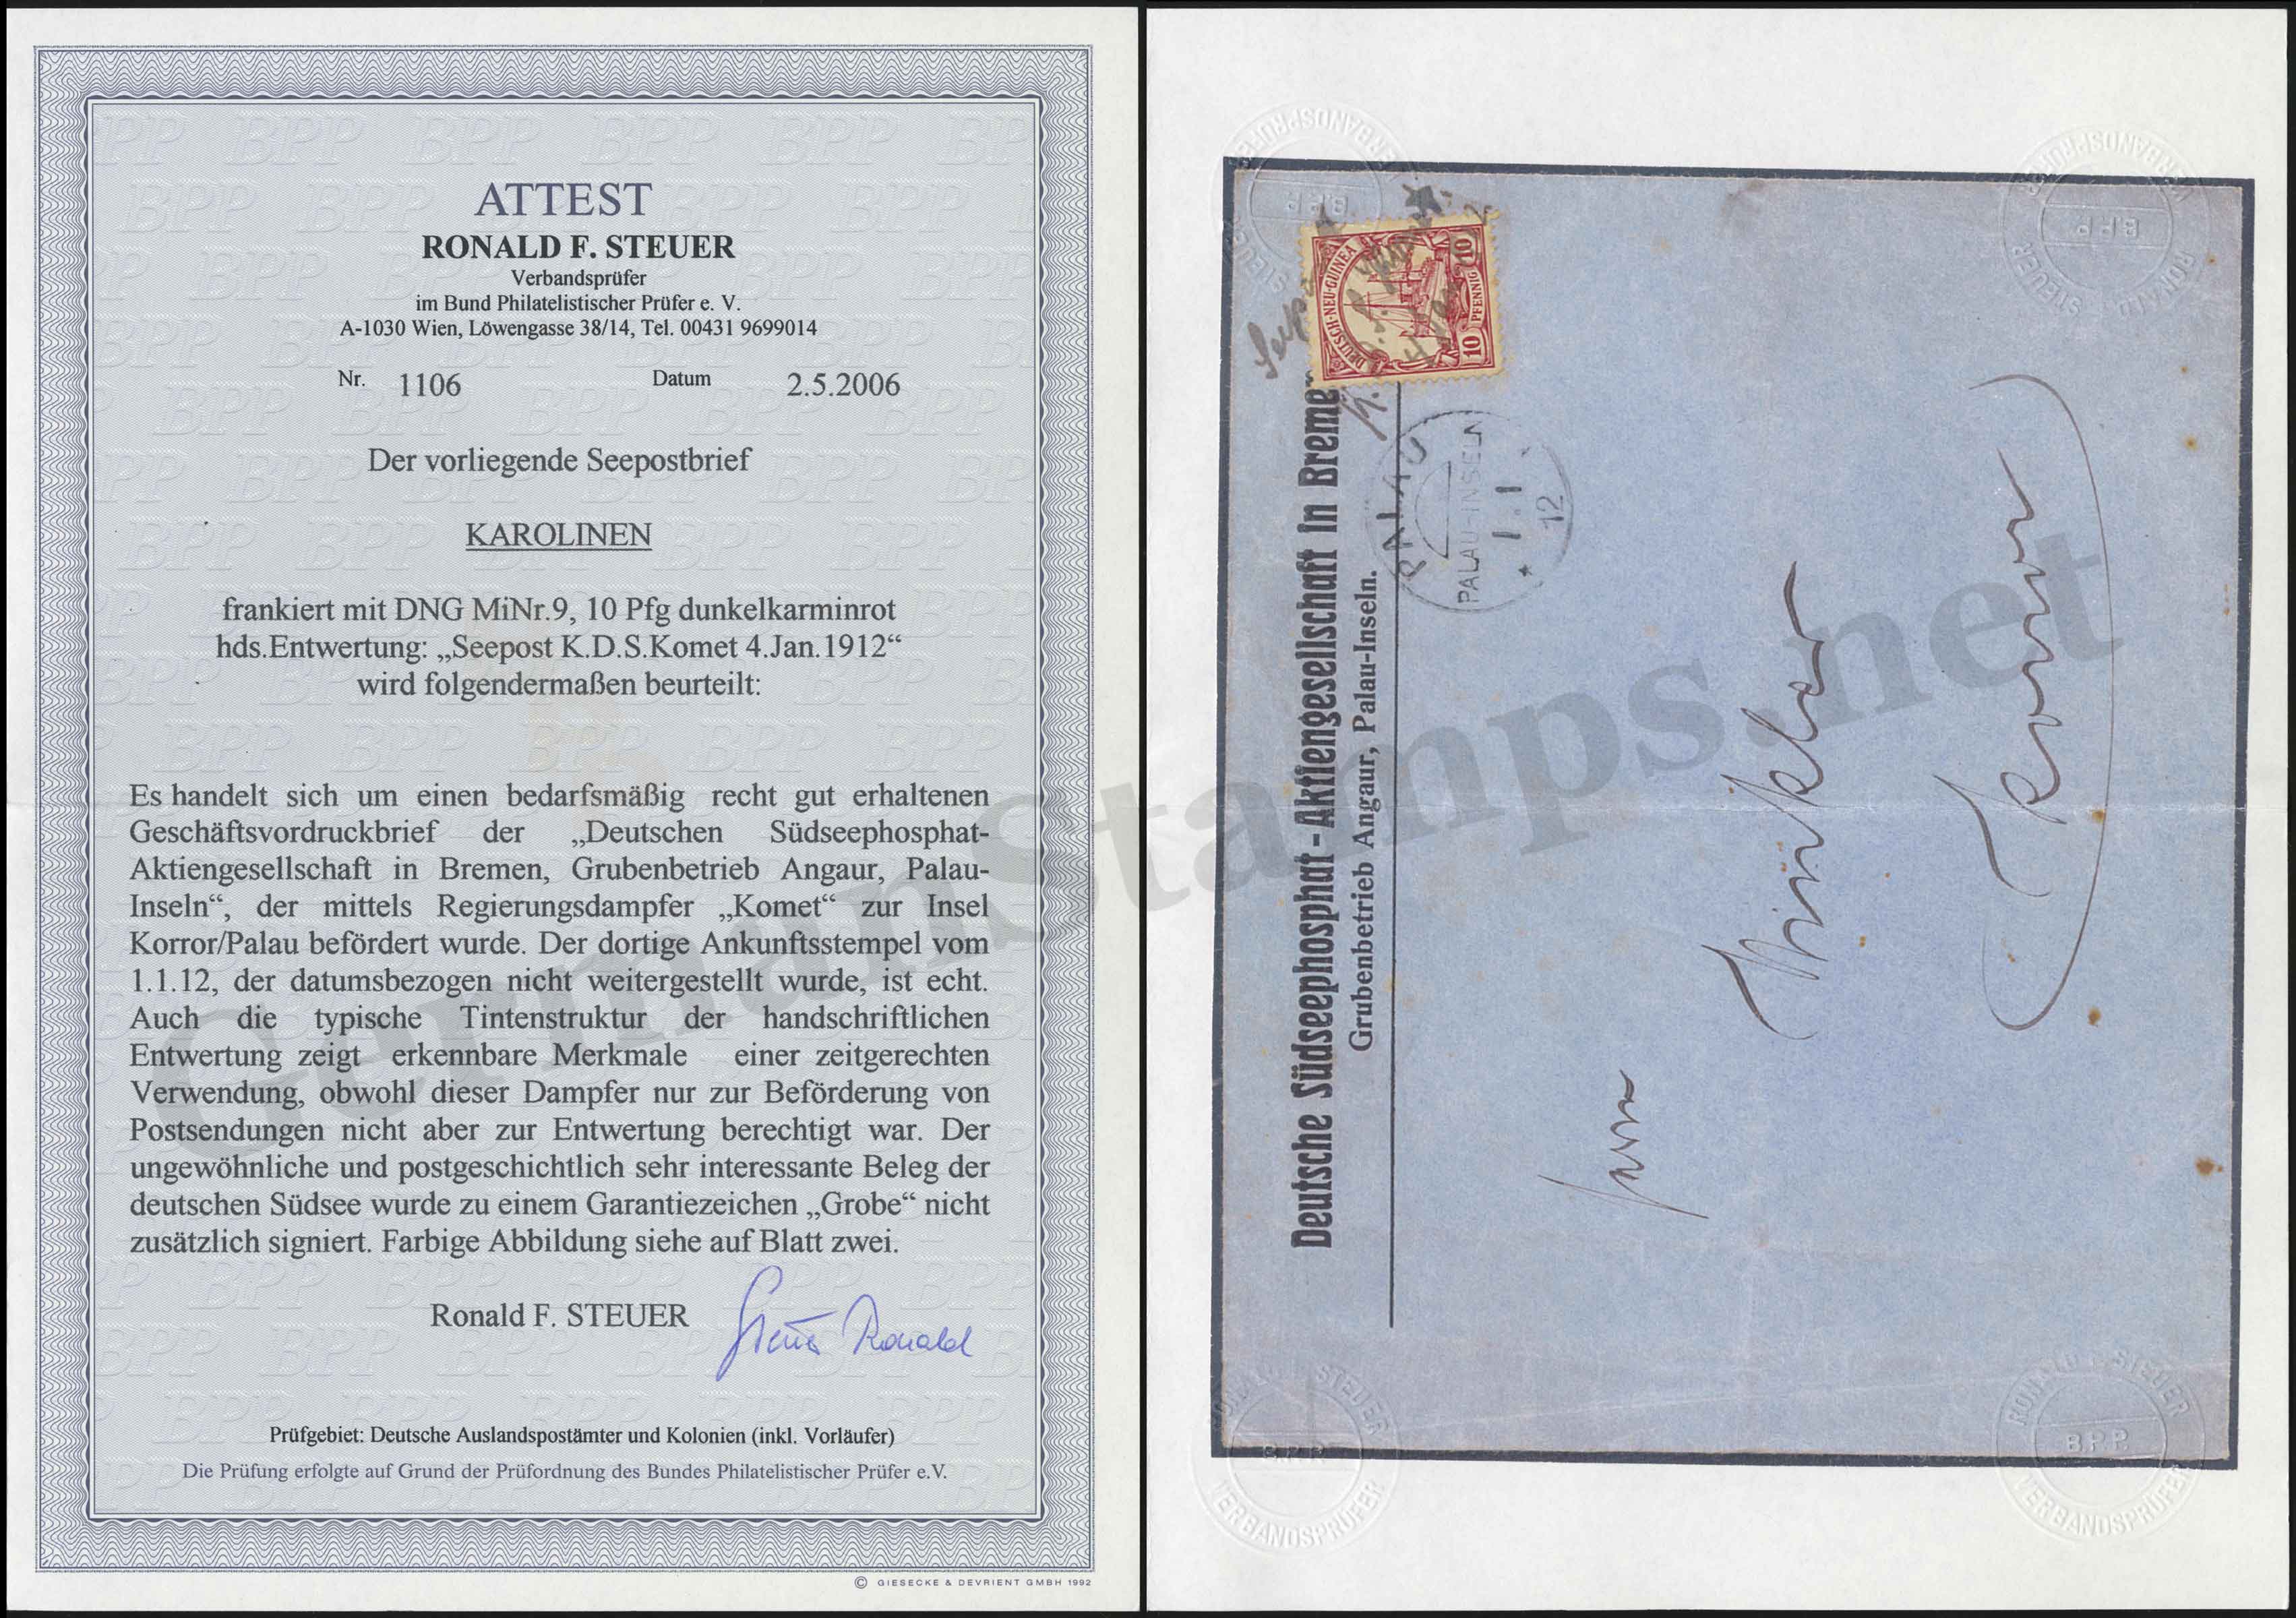 ATTEST
RONALD F. STEUER
Verbandsprüfer
im Bund Philatelistischer Prüfer e. V.
A-1030 Wien, Löwengasse 38/14, Tel. 00431 9699014
Nr. 1106 Datum 2.5.2006
Der vorliegende Seepostbrief
KAROLINEN
frankiert mit DNG MiNr.9, 10 Pfg dunkelkarminrot
hds.Entwertung: „Seepost K.D.S.Komet 4.Jan.1912“
wird folgendermaßen beurteilt:
Es handelt sich um einen bedarfsmäßig recht gut erhaltenen
Geschäftsvordruckbrief der „Deutschen Südseephosphat-
Aktiengesellschaft in Bremen, Grubenbetrieb Angaur, Palau-
Inseln“, der mittels Regierungsdampfer „Komet“ zur Insel
Korror/Palau befördert wurde. Der dortige Ankunftsstempel vom
1.1.12, der datumsbezogen nicht weitergestellt wurde, ist echt.
Auch die typische Tintenstruktur der handschriftlichen
Entwertung zeigt erkennbare Merkmale einer zeitgerechten
Verwendung, obwohl dieser Dampfer nur zur Beförderung von
Postsendungen nicht aber zur Entwertung berechtigt war. Der
ungewöhnliche und postgeschichtlich sehr interessante Beleg der
deutschen Südsee wurde zu einem Garantiezeichen „Grobe“ nicht
zusätzlich signiert. Farbige Abbildung siehe auf Blatt zwei.
Ronald F. STEUER
Steuer Ronald
Prüfgebiet: Deutsche Auslandspostämter und Kolonien (inkl. Vorläufer)
Die Prüfung erfolgte auf Grund der Prüfordnung des Bundes Philatelistischer Prüfer e.V.
© GIESECKE & DEVRIENT GMBH 1992
Deutsche Südseephosphat-Aktiengesellschaft in Breme
Grubenbetrieb Angaur, Palau-Inseln.
DEUTSCH-NEU-GUINEA
10 PFENNIG 10
Seepost
PALAU
PALAU-INSELN
1.1
12
*
Winkler
Korror
RONALD F. STEUER
B.P.P.
VERBANDSPRÜFER
GermanStamps.net